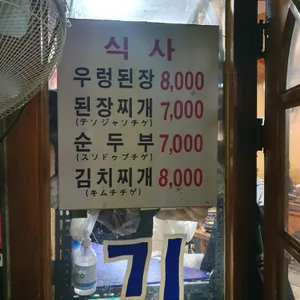 식 사
우렁된장 8,000
된장찌개 7,000
(テンジャンチゲ)
순 두 부 7,000
(スンドゥブチゲ)
김치찌개 8,000
(キムチチゲ)
기